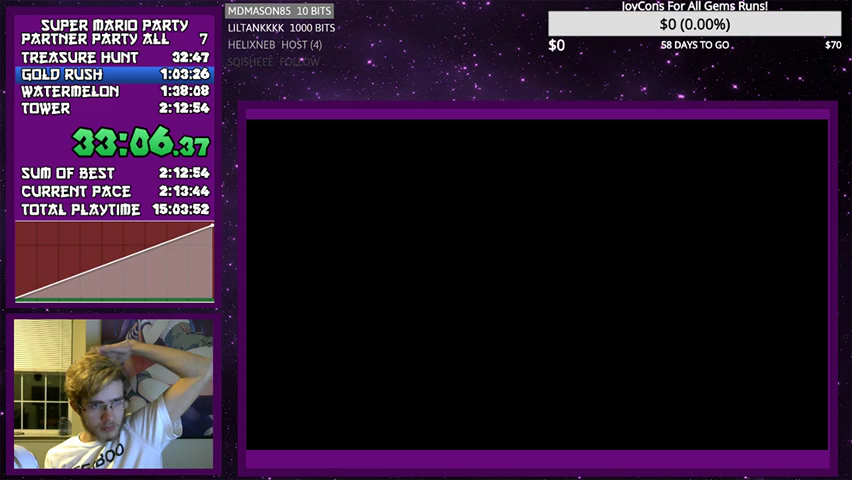 SUPER MARIO PARTY
PARTNER PARTY ALL 7
TREASURE HUNT 32:47
GOLD RUSH 1:03:26
WATERMELON 1:38:08
TOWER 2:12:54
33:06.37
SUM OF BEST 2:12:54
CURRENT PACE 2:13:44
TOTAL PLAYTIME 15:03:52
MDMASON85 10 BITS
LILTANKKKK 1000 BITS
HELIXNEB HOST (4)
SQISHEEE FOLLOW
JoyCons For All Gems Runs!
$0 (0.00%)
$0 58 DAYS TO GO $70